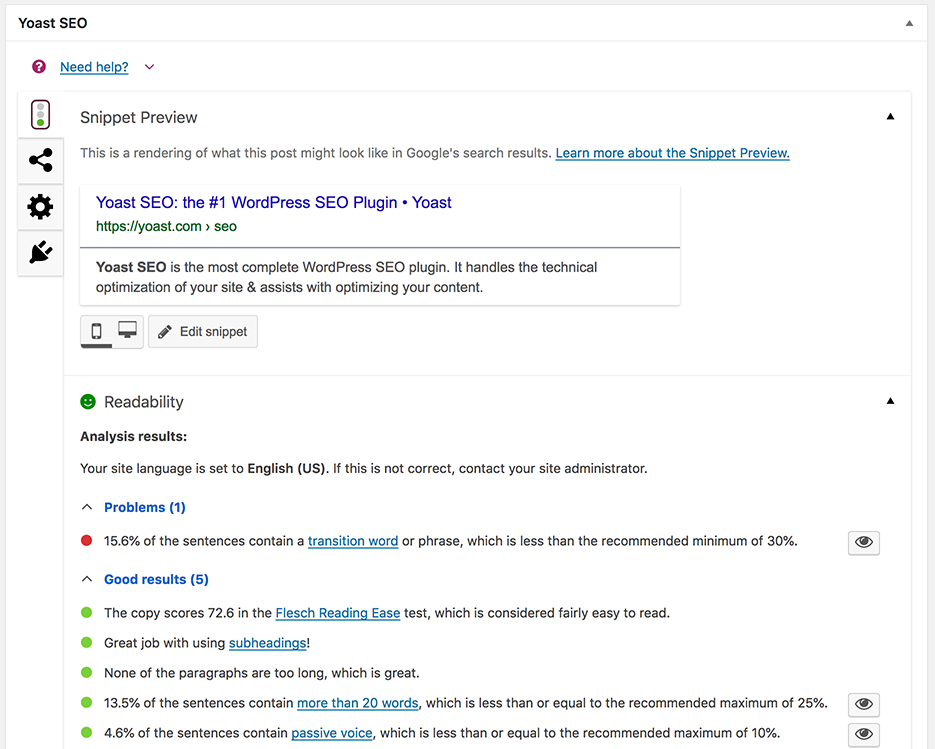 Yoast SEO
Need help?
Snippet Preview
This is a rendering of what this post might look like in Google's search results. Learn more about the Snippet Preview.
Yoast SEO: the #1 WordPress SEO Plugin • Yoast
https://yoast.com › seo
Yoast SEO is the most complete WordPress SEO plugin. It handles the technical
optimization of your site & assists with optimizing your content.
Edit snippet
Readability
Analysis results:
Your site language is set to English (US). If this is not correct, contact your site administrator.
Problems (1)
15.6% of the sentences contain a transition word or phrase, which is less than the recommended minimum of 30%.
Good results (5)
The copy scores 72.6 in the Flesch Reading Ease test, which is considered fairly easy to read.
Great job with using subheadings!
None of the paragraphs are too long, which is great.
13.5% of the sentences contain more than 20 words, which is less than or equal to the recommended maximum of 25%.
4.6% of the sentences contain passive voice, which is less than or equal to the recommended maximum of 10%.